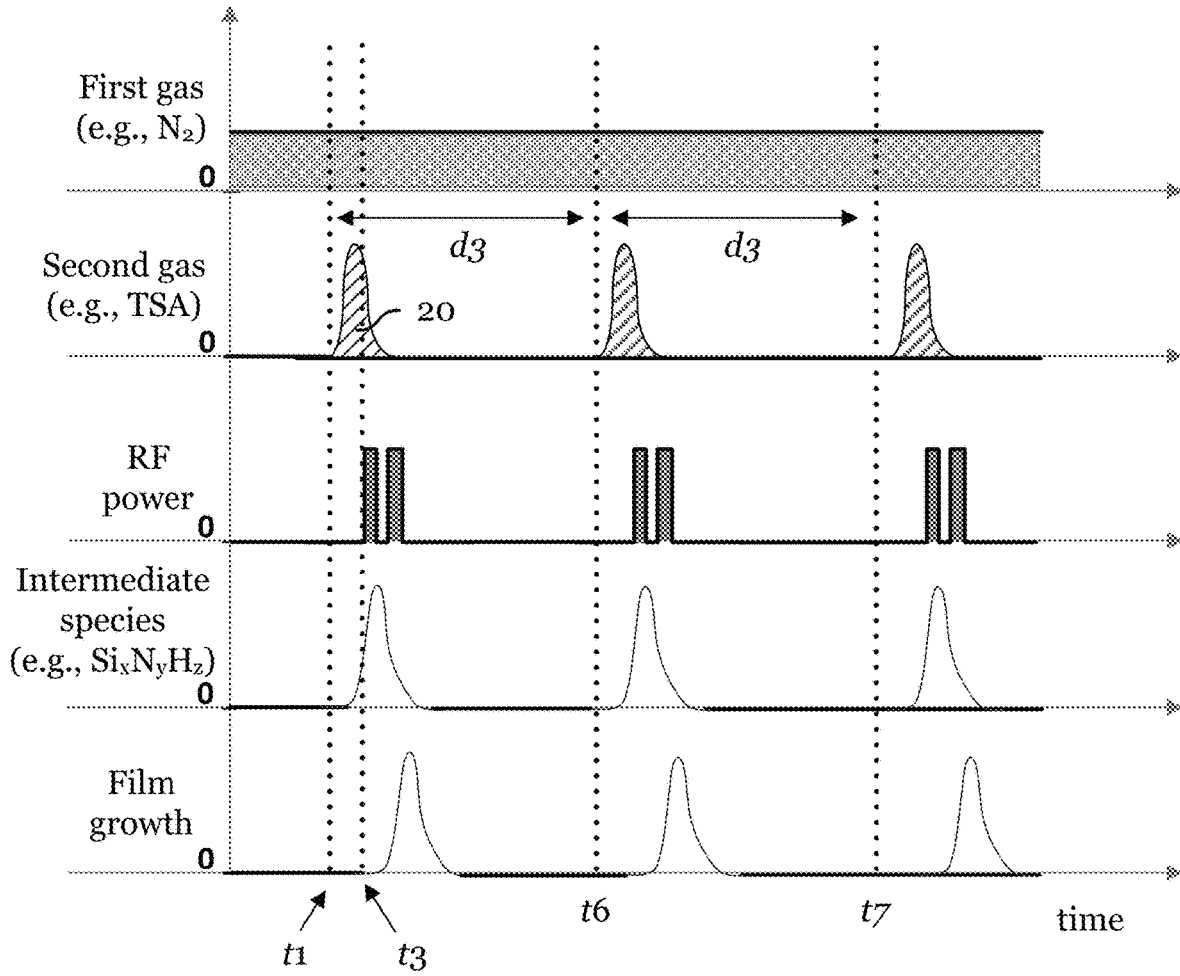 First gas
(e.g., N₂)
0
d3
d3
Second gas
(e.g., TSA)
20
0
RF
power
0
Intermediate
species
(e.g., SiₓNᵧH_z)
0
Film
growth
0
t1
t3
t6
t7
time